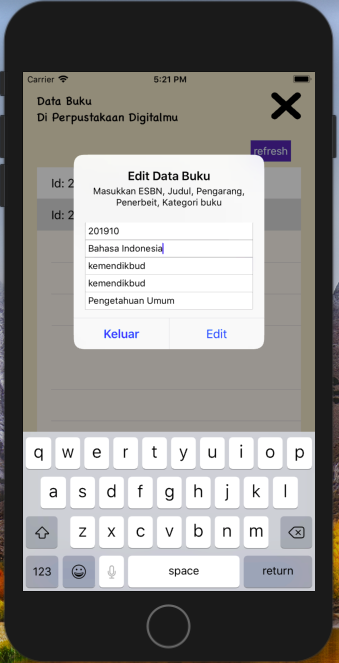 Carrier 5:21 PM
Data Buku
Di Perpustakaan Digitalmu
refresh
Id: 2
Id: 2
Edit Data Buku
Masukkan ESBN, Judul, Pengarang,
Penerbeit, Kategori buku
201910
Bahasa Indonesia
kemendikbud
kemendikbud
Pengetahuan Umum
Keluar Edit
q w e r t y u i o p
a s d f g h j k l
z x c v b n m
123 space return